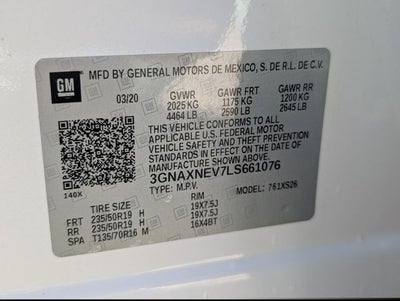 GM
MFD BY GENERAL MOTORS DE MEXICO, S. DE R.L. DE C.V.
03/20 GVWR GAWR FRT GAWR RR
2025 KG 1175 KG 1200 KG
4464 LB 2590 LB 2645 LB
THIS VEHICLE CONFORMS TO ALL
APPLICABLE U.S. FEDERAL MOTOR
VEHICLE SAFETY AND THEFT PREVENTION
STANDARDS IN EFFECT ON THE DATE OF
MANUFACTURE SHOWN ABOVE.
3GNAXNEV7LS661076
140X TYPE: M.P.V. MODEL: 761XS26
TIRE SIZE RIM
FRT 235/50R19 H 19X7.5J
RR 235/50R19 H 19X7.5J
SPA T135/70R16 M 16X4BT